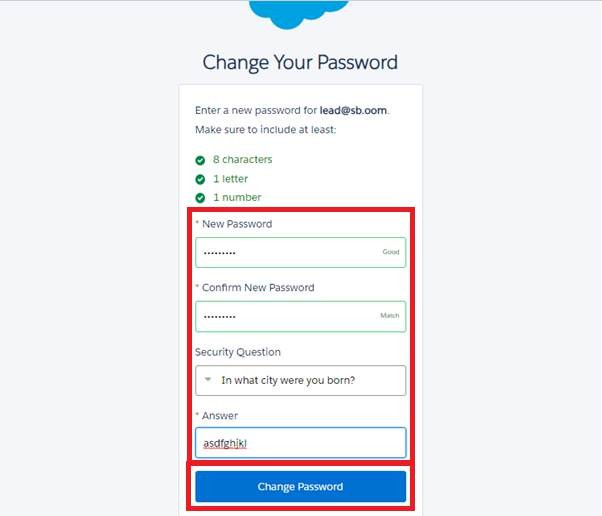 Change Your Password
Enter a new password for lead@sb.oom.
Make sure to include at least:
8 characters
1 letter
1 number
* New Password
••••••••• Good
* Confirm New Password
••••••••• Match
Security Question
In what city were you born?
* Answer
asdfghjkl
Change Password